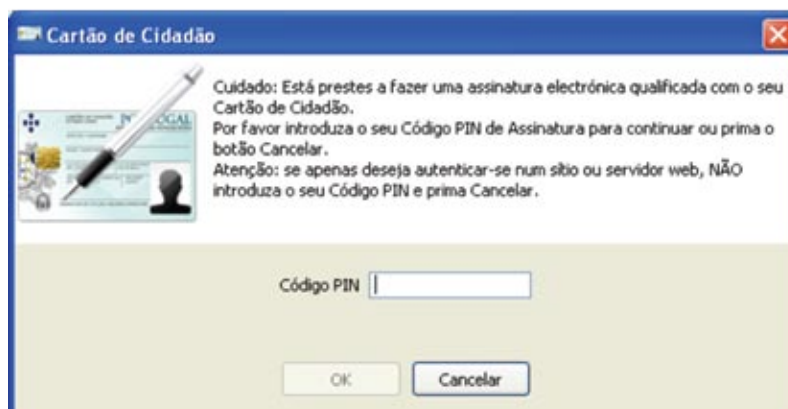 Cartão de Cidadão
Cuidado: Está prestes a fazer uma assinatura electrónica qualificada com o seu
Cartão de Cidadão.
Por favor introduza o seu Código PIN de Assinatura para continuar ou prima o
botão Cancelar.
Atenção: se apenas deseja autenticar-se num sítio ou servidor web, NÃO
introduza o seu Código PIN e prima Cancelar.
PORTUGAL
Código PIN
OK
Cancelar